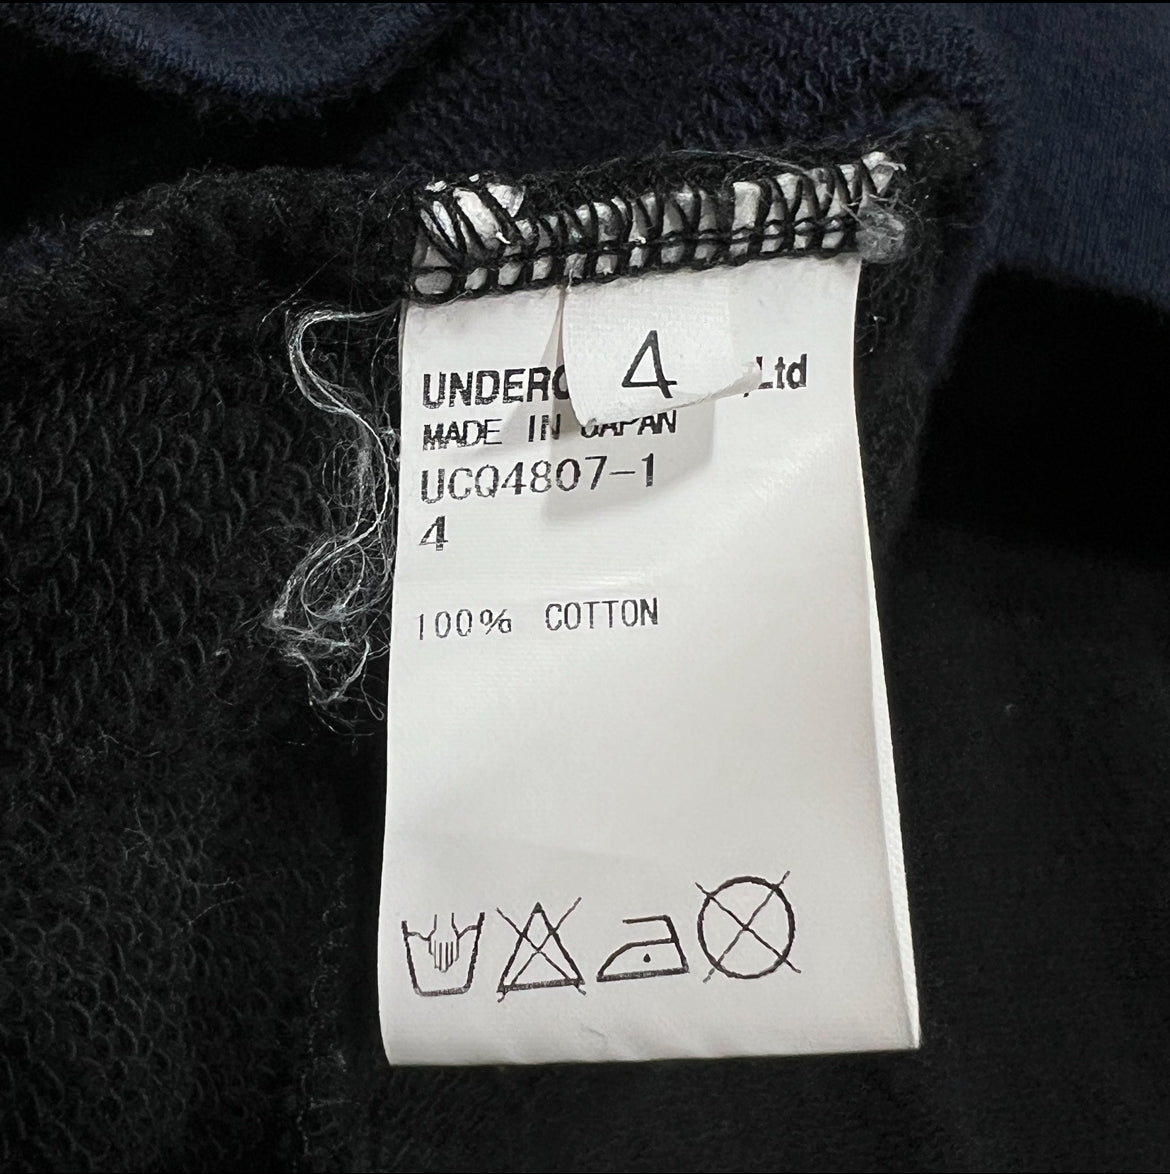 4
UNDERC ,Ltd
MADE IN JAPAN
UCQ4807-1
4
100% COTTON